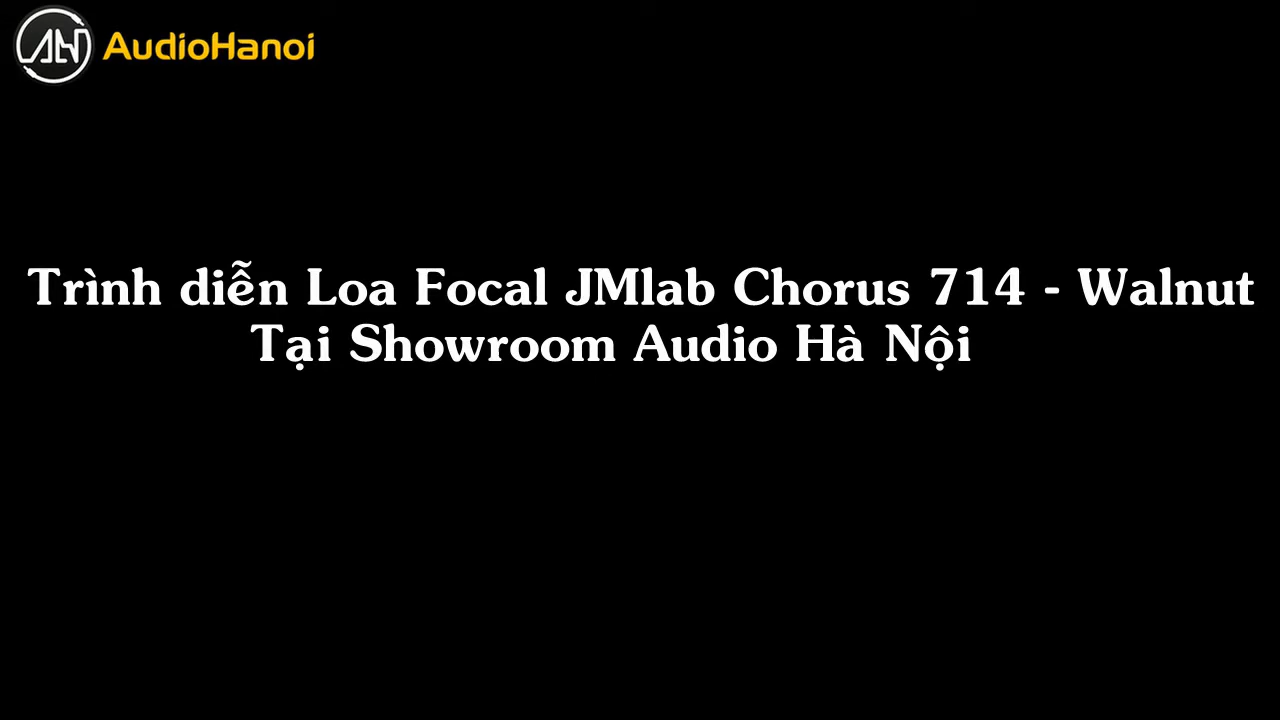 AudioHanoi
Trình diễn Loa Focal JMlab Chorus 714 - Walnut
Tại Showroom Audio Hà Nội